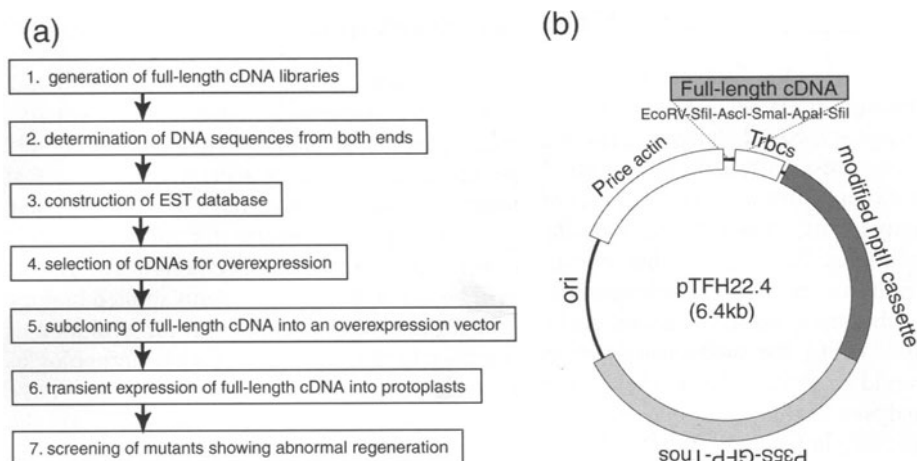 (a)
1. generation of full-length cDNA libraries
2. determination of DNA sequences from both ends
3. construction of EST database
4. selection of cDNAs for overexpression
5. subcloning of full-length cDNA into an overexpression vector
6. transient expression of full-length cDNA into protoplasts
7. screening of mutants showing abnormal regeneration
(b)
Full-length cDNA
EcoRV-SfiI-AscI-SmaI-ApaI-SfiI
Price actin
Trbcs
modified nptII cassette
ori
pTFH22.4
(6.4kb)
P35S-GFP-Tnos